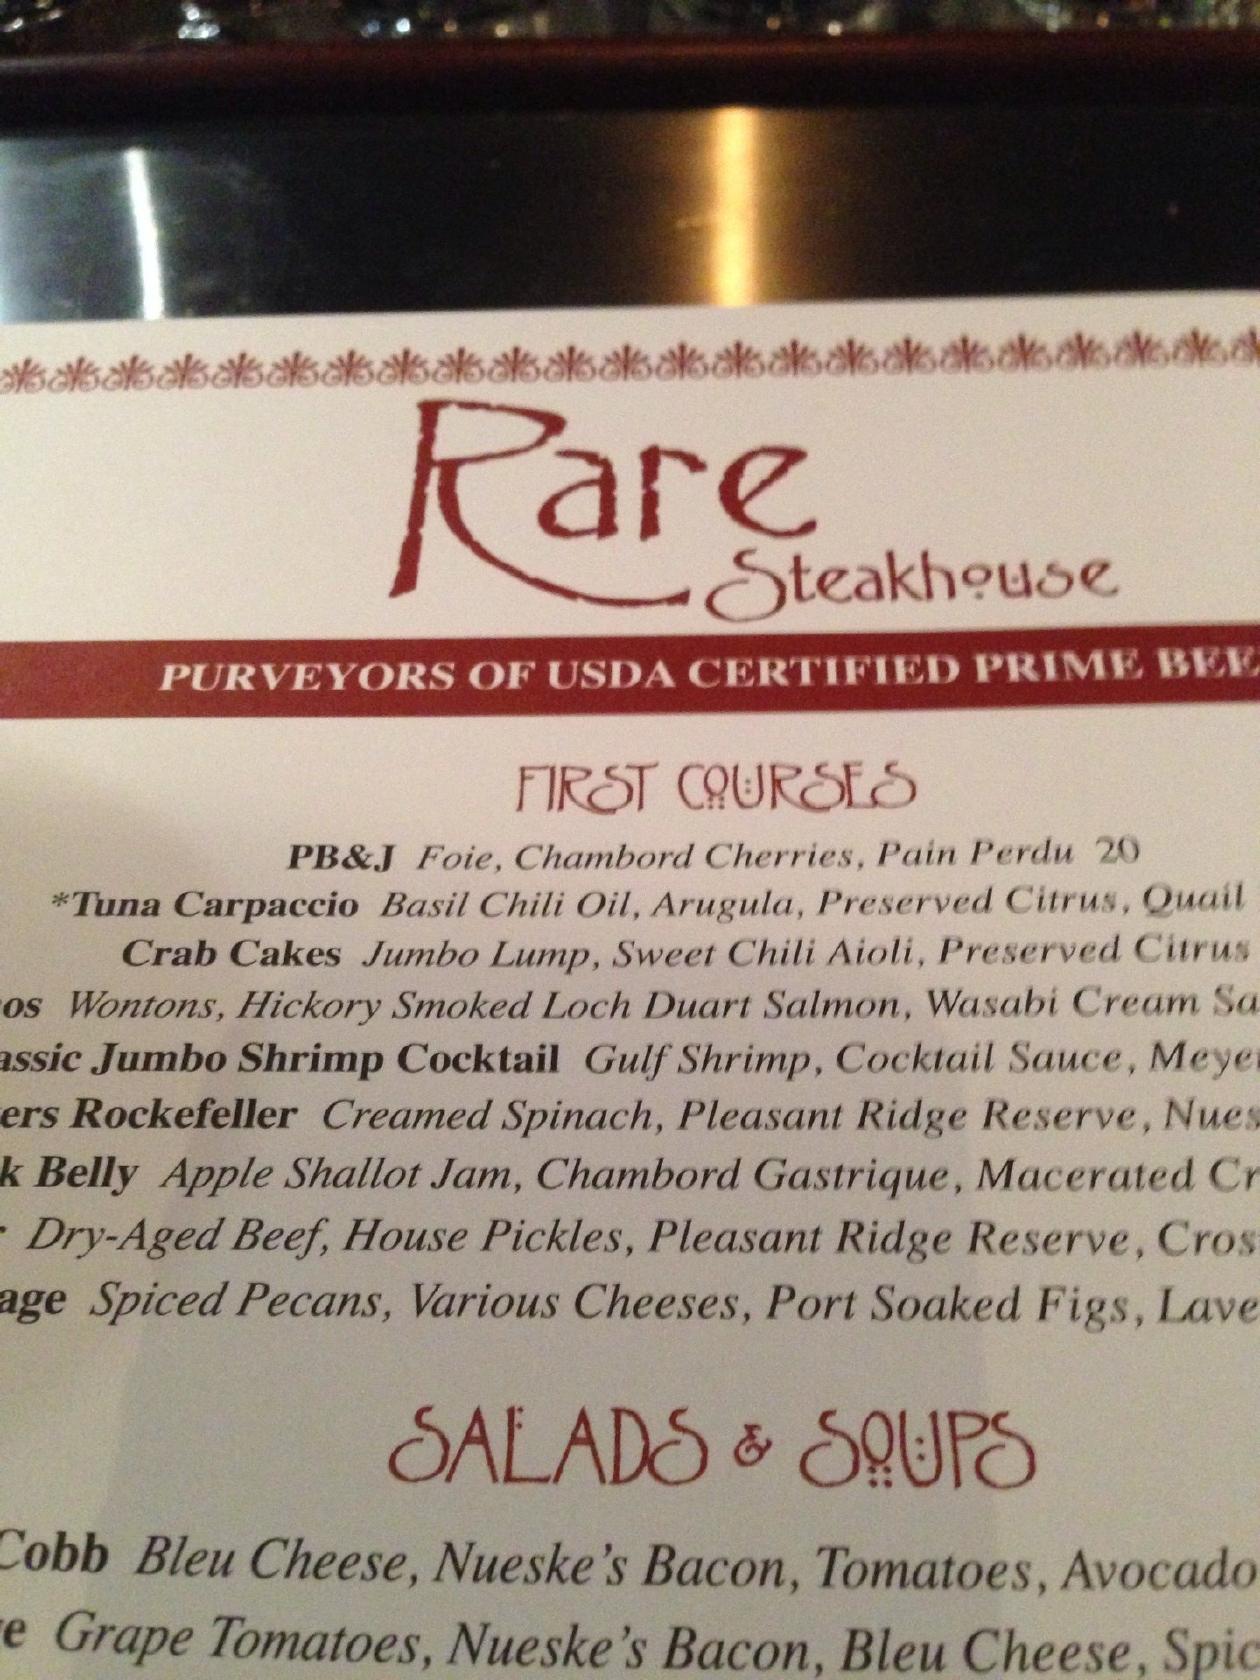 Rare
Steakhouse
PURVEYORS OF USDA CERTIFIED PRIME
FIRST COURSES
PB&J Foie, Chambord Cherries, Pain Perdu 20
*Tuna Carpaccio Basil Chili Oil, Arugula, Preserved Citrus, Quail
Crab Cakes Jumbo Lump, Sweet Chili Aioli, Preserved Citrus
Wontons, Hickory Smoked Loch Duart Salmon, Wasabi Cream
Jumbo Shrimp Cocktail Gulf Shrimp, Cocktail Sauce,
Rockefeller Creamed Spinach, Pleasant Ridge Reserve,
Belly Apple Shallot Jam, Chambord Gastrique, Macerated
Dry-Aged Beef, House Pickles, Pleasant Ridge Reserve,
Spiced Pecans, Various Cheeses, Port Soaked Figs,
SALADS & SOUPS
Cobb Bleu Cheese, Nueske's Bacon, Tomatoes, Avocado
Grape Tomatoes, Nueske's Bacon, Bleu Cheese,